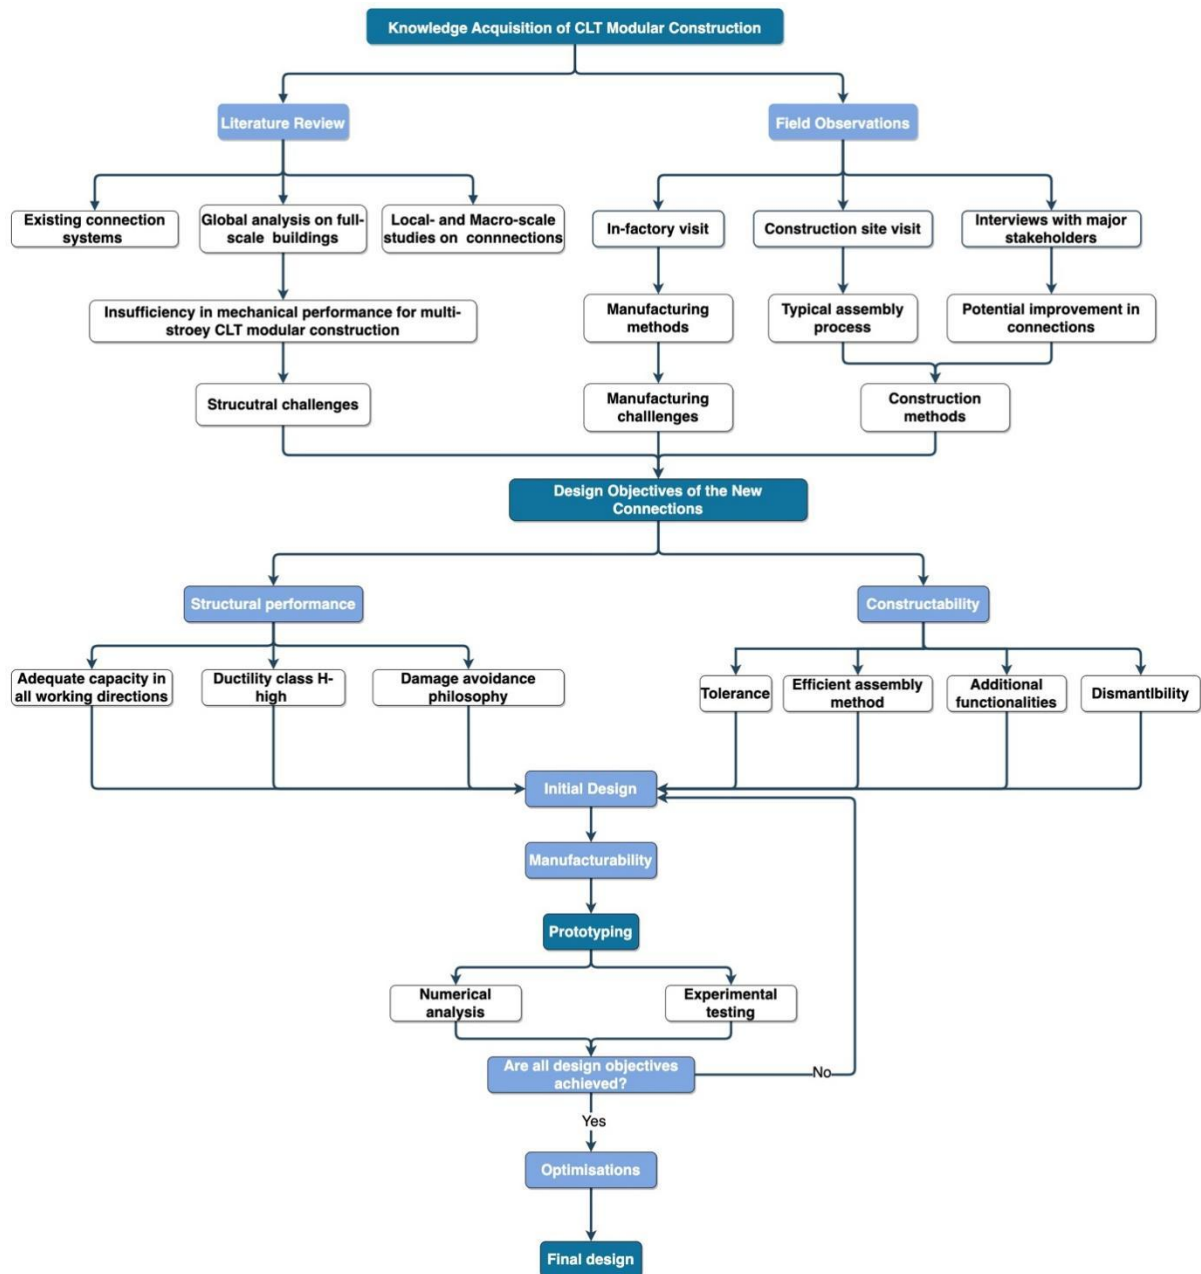 Knowledge Acquisition of CLT Modular Construction
Literature Review
Field Observations
Existing connection
systems
Global analysis on full-
scale buildings
Local- and Macro-scale
studies on connnections
In-factory visit
Construction site visit
Interviews with major
stakeholders
Insufficiency in mechanical performance for multi-
stroey CLT modular construction
Manufacturing
methods
Typical assembly
process
Potential improvement in
connections
Strucutral challenges
Manufacturing
challenges
Construction
methods
Design Objectives of the New
Connections
Structural performance
Constructability
Adequate capacity in
all working directions
Ductility class H-
high
Damage avoidance
philosophy
Tolerance
Efficient assembly
method
Additional
functionalities
Dismantlbility
Initial Design
Manufacturability
Prototyping
Numerical
analysis
Experimental
testing
Are all design objectives
achieved?
No
Yes
Optimisations
Final design